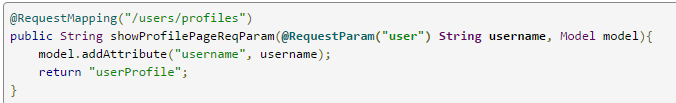 @RequestMapping("/users/profiles")
public String showProfilePageReqParam(@RequestParam("user") String username, Model model){
    model.addAttribute("username", username);
    return "userProfile";
}